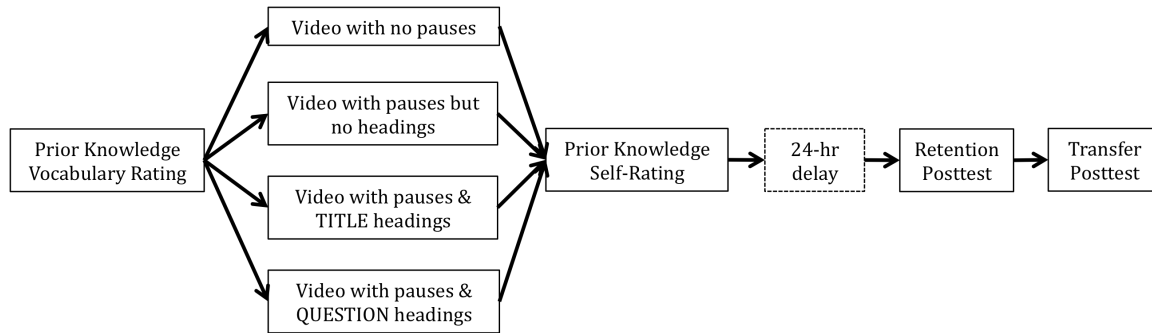 Prior Knowledge
Vocabulary Rating
Video with no pauses
Video with pauses but
no headings
Video with pauses &
TITLE headings
Video with pauses &
QUESTION headings
Prior Knowledge
Self-Rating
24-hr
delay
Retention
Posttest
Transfer
Posttest